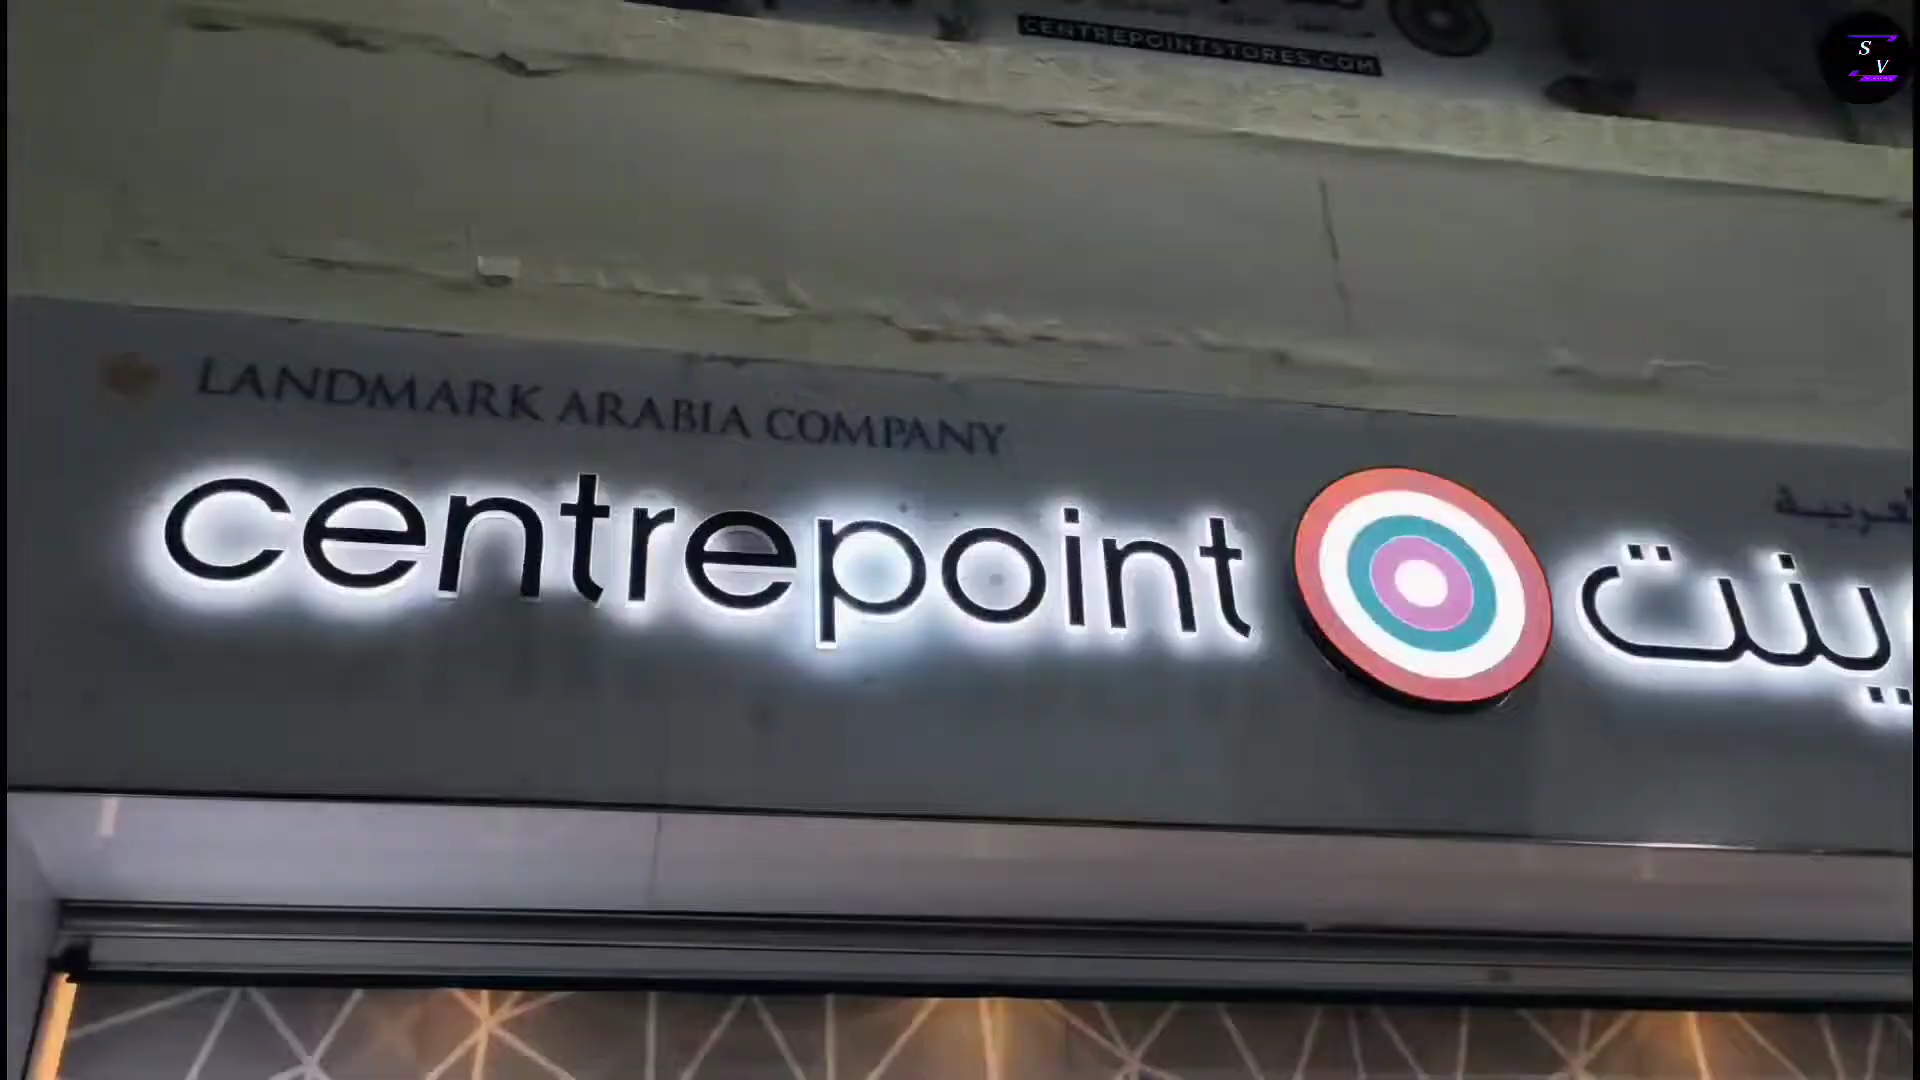 CENTREPOINTSTORES.COM
S
V
LANDMARK ARABIA COMPANY
centrepoint